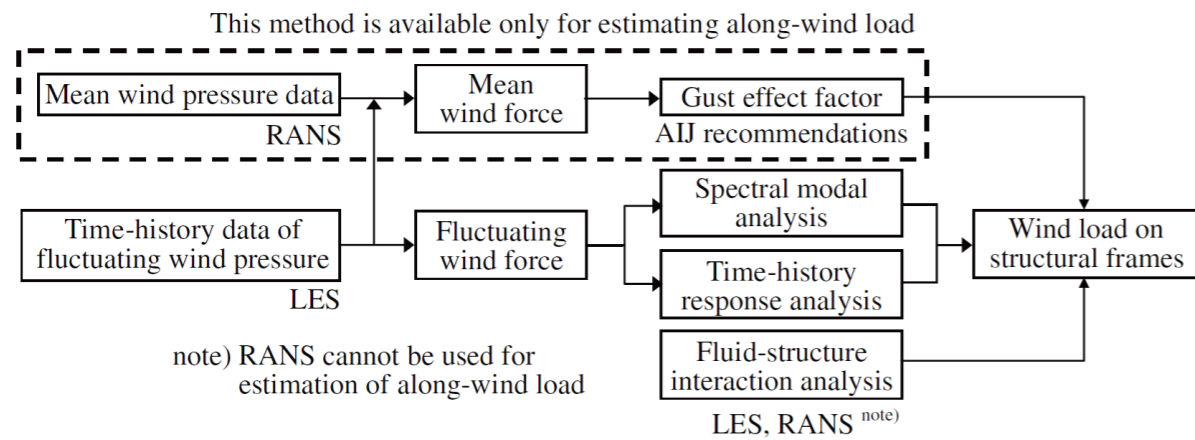 This method is available only for estimating along-wind load
Mean wind pressure data
RANS
Mean
wind force
Gust effect factor
AIJ recommendations
Time-history data of
fluctuating wind pressure
LES
Fluctuating
wind force
Spectral modal
analysis
Time-history
response analysis
Wind load on
structural frames
note) RANS cannot be used for
estimation of along-wind load
Fluid-structure
interaction analysis
LES, RANS note)